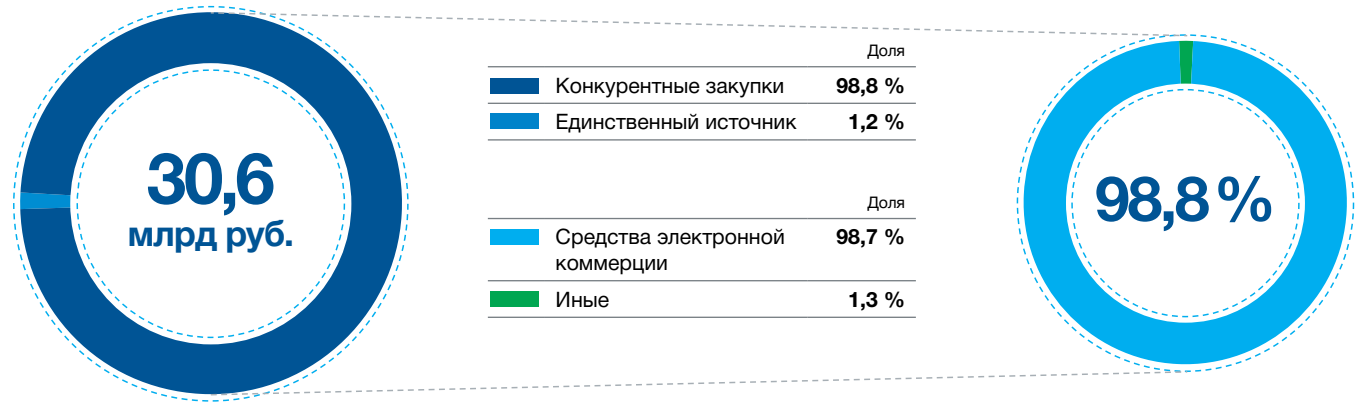 30,6
млрд руб.
Доля
Конкурентные закупки 98,8 %
Единственный источник 1,2 %
Доля
Средства электронной 98,7 %
коммерции
Иные 1,3 %
98,8 %